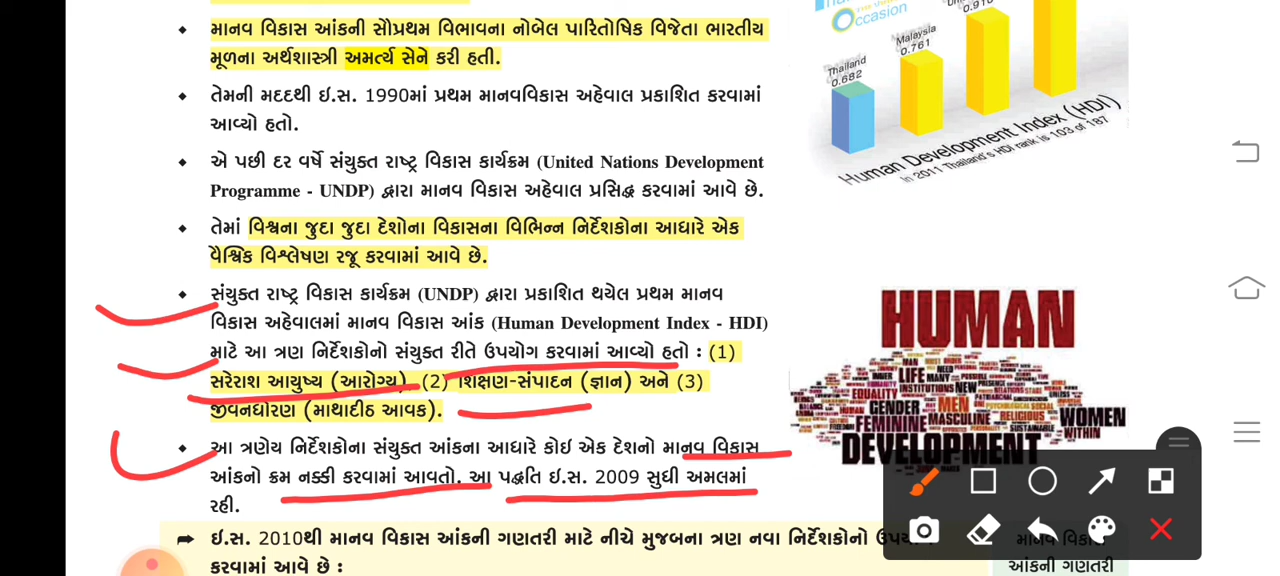 માનવ વિકાસ આંકની સૌપ્રથમ વિભાવના નોબેલ પારિતોષિક વિજેતા ભારતીય
મૂળના અર્થશાસ્ત્રી અમર્ત્ય સેને કરી હતી.
તેમની મદદથી ઇ.સ. 1990માં પ્રથમ માનવવિકાસ અહેવાલ પ્રકાશિત કરવામાં
આવ્યો હતો.
એ પછી દર વર્ષે સંયુક્ત રાષ્ટ્ર વિકાસ કાર્યક્રમ (United Nations Development
Programme - UNDP) દ્વારા માનવ વિકાસ અહેવાલ પ્રસિદ્ધ કરવામાં આવે છે.
તેમાં વિશ્વના જુદા જુદા દેશોના વિકાસના વિભિન્ન નિર્દેશકોના આધારે એક
વૈશ્વિક વિશ્લેષણ રજૂ કરવામાં આવે છે.
સંયુક્ત રાષ્ટ્ર વિકાસ કાર્યક્રમ (UNDP) દ્વારા પ્રકાશિત થયેલ પ્રથમ માનવ
વિકાસ અહેવાલમાં માનવ વિકાસ આંક (Human Development Index - HDI)
માટે આ ત્રણ નિર્દેશકોનો સંયુક્ત રીતે ઉપયોગ કરવામાં આવ્યો હતો : (1)
સરેરાશ આયુષ્ય (આરોગ્ય), (2) શિક્ષણ-સંપાદન (જ્ઞાન) અને (3)
જીવનધોરણ (માથાદીઠ આવક).
આ ત્રણેય નિર્દેશકોના સંયુક્ત આંકના આધારે કોઇ એક દેશનો માનવ વિકાસ
આંકનો ક્રમ નક્કી કરવામાં આવતો. આ પદ્ધતિ ઇ.સ. 2009 સુધી અમલમાં
રહી.
ઇ.સ. 2010થી માનવ વિકાસ આંકની ગણતરી માટે નીચે મુજબના ત્રણ નવા નિર્દેશકોનો
કરવામાં આવે છે :
Occasion
Thailand
0.682
Malaysia
0.761
0.910
Human Development Index (HDI)
In 2011 Thailand's HDI rank is 103 of 187
HUMAN
LIFE
MANY
EQUALITY
INSTITUTIONS
NEW
GENDER
MEN
FEMININE
RELIGIOUS
WOMEN
SUSTAINABLE
WITHIN
DEVELOPMENT
માનવ વિકાસ
આંકની ગણતરી